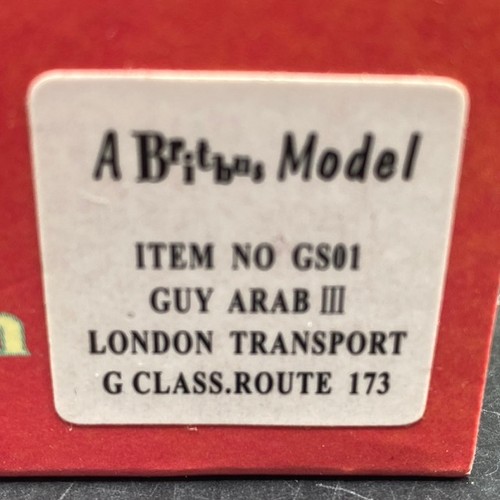 A Britbus Model
ITEM NO GS01
GUY ARAB III
LONDON TRANSPORT
G CLASS.ROUTE 173
n